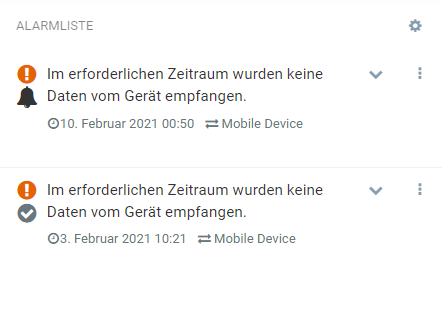 ALARMLISTE
Im erforderlichen Zeitraum wurden keine
Daten vom Gerät empfangen.
10. Februar 2021 00:50 Mobile Device
Im erforderlichen Zeitraum wurden keine
Daten vom Gerät empfangen.
3. Februar 2021 10:21 Mobile Device